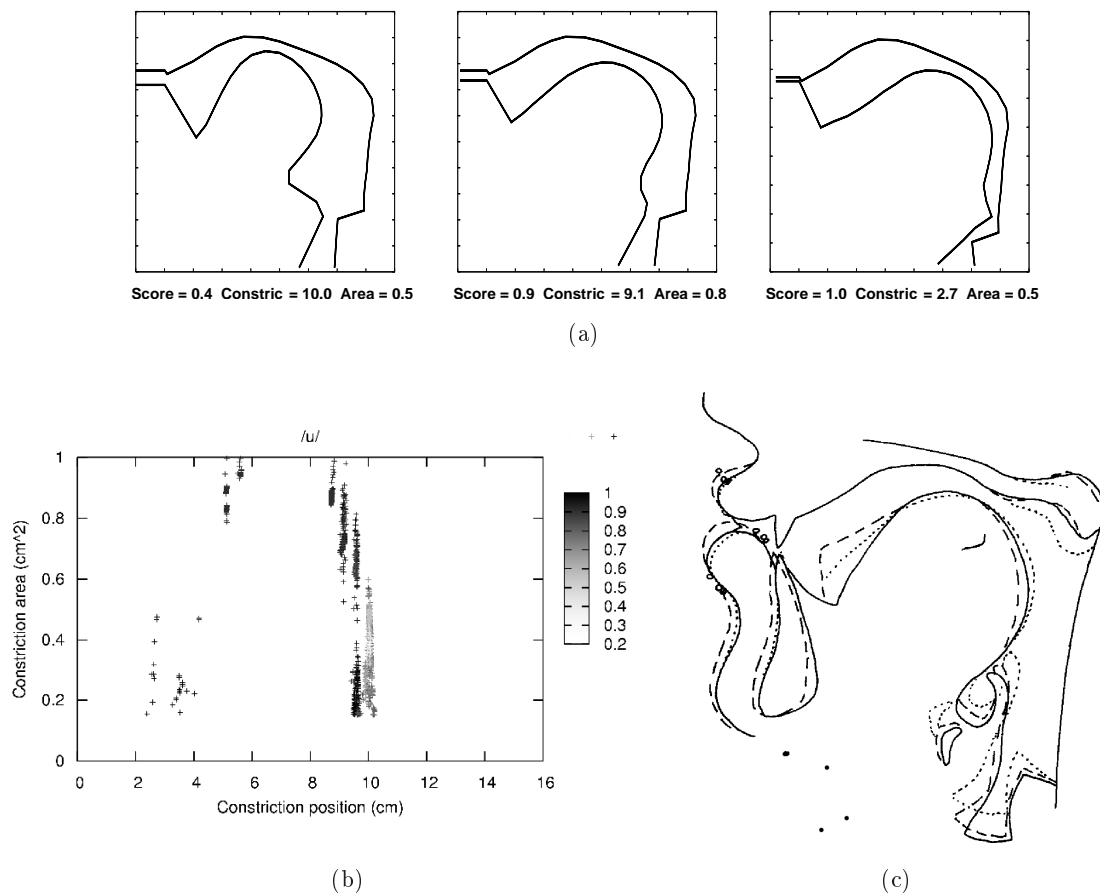 Score = 0.4 Constric = 10.0 Area = 0.5
Score = 0.9 Constric = 9.1 Area = 0.8
Score = 1.0 Constric = 2.7 Area = 0.5
(a)
/u/
1
0.8
0.6
0.4
0.2
0
Constriction area (cm^2)
0 2 4 6 8 10 12 14 16
Constriction position (cm)
1
0.9
0.8
0.7
0.6
0.5
0.4
0.3
0.2
(b)
(c)